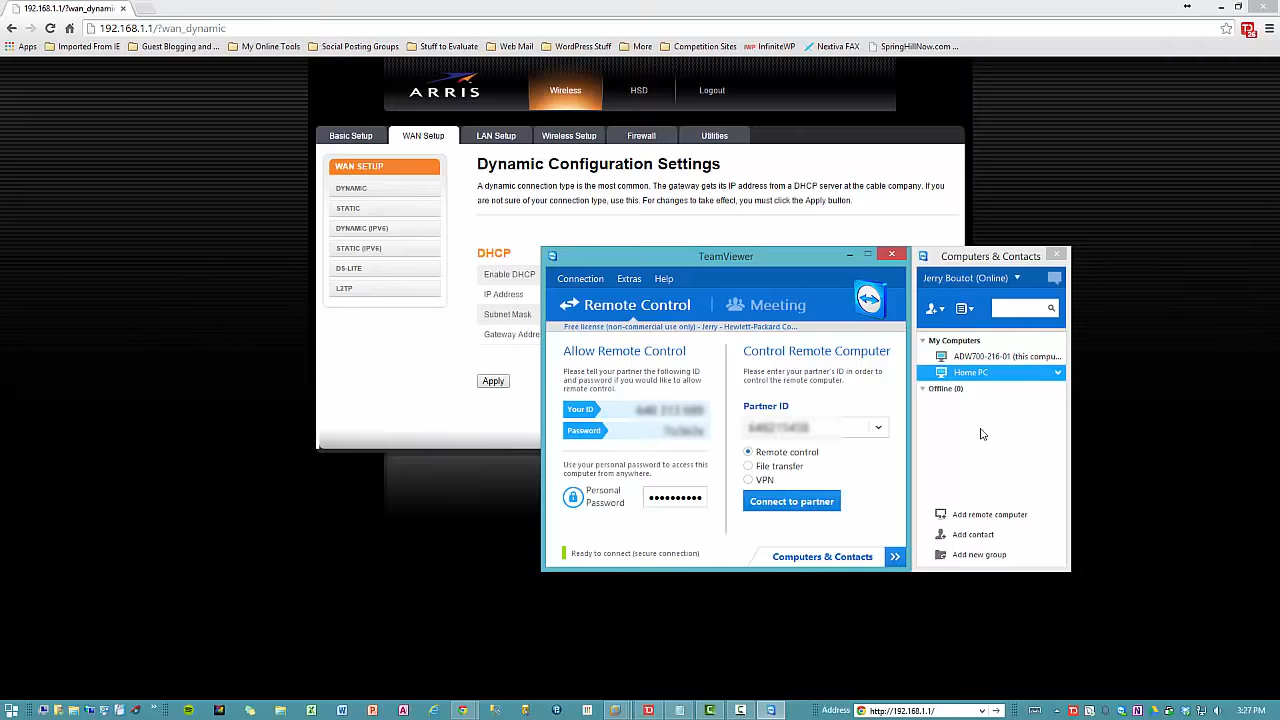 192.168.1.1/?wan_dynamic
192.168.1.1/?wan_dynamic
Apps Imported From IE Guest Blogging and ... My Online Tools Social Posting Groups Stuff to Evaluate Web Mail WordPress Stuff More Competition Sites IWP InfiniteWP Nextiva FAX SpringHillNow.com ...
26
ARRIS
Wireless HSD Logout
Basic Setup WAN Setup LAN Setup Wireless Setup Firewall Utilities
WAN SETUP
DYNAMIC
STATIC
DYNAMIC (IPV6)
STATIC (IPV6)
DS-LITE
L2TP
Dynamic Configuration Settings
A dynamic connection type is the most common. The gateway gets its IP address from a DHCP server at the cable company. If you
are not sure of your connection type, use this. For changes to take effect, you must click the Apply button.
DHCP
Enable DHCP
IP Address
Subnet Mask
Gateway Addre
Apply
TeamViewer
Connection Extras Help
Remote Control Meeting
Free license (non-commercial use only) - Jerry - Hewlett-Packard Co...
Allow Remote Control
Please tell your partner the following ID
and password if you would like to allow
remote control.
Your ID
Password
Use your personal password to access this
computer from anywhere.
Personal
Password
Ready to connect (secure connection)
Control Remote Computer
Please enter your partner's ID in order to
control the remote computer.
Partner ID
Remote control
File transfer
VPN
Connect to partner
Computers & Contacts
Computers & Contacts
Jerry Boutot (Online)
My Computers
ADW700-216-01 (this compu...
Home PC
Offline (0)
Add remote computer
Add contact
Add new group
Address http://192.168.1.1/
3:27 PM